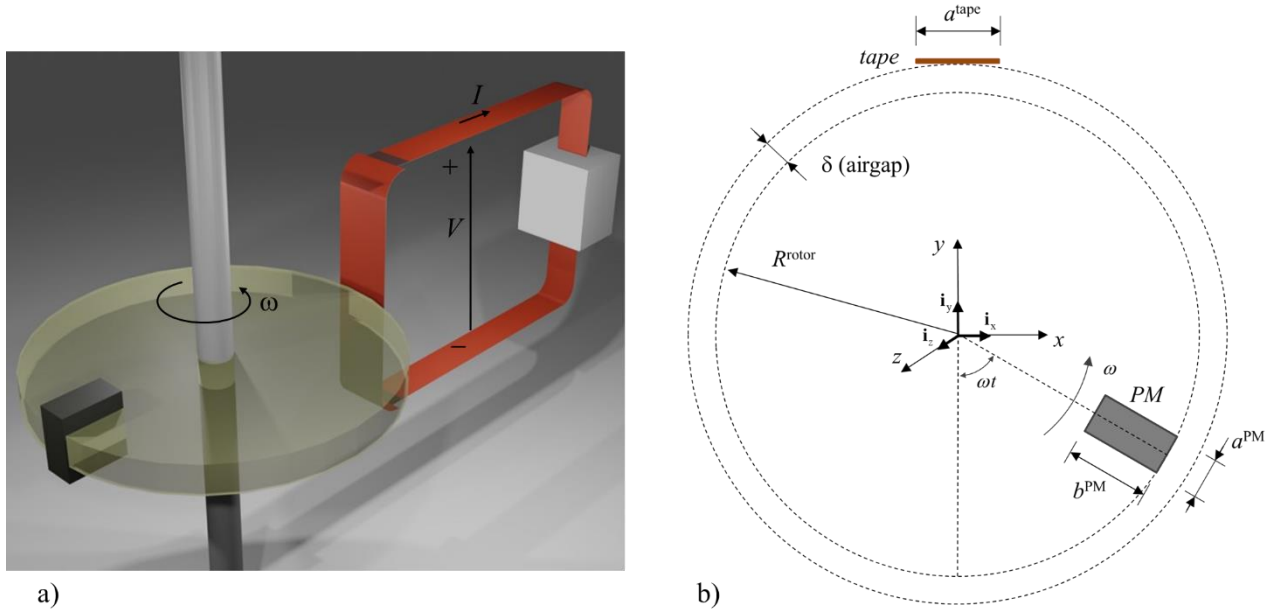 I
+
V
−
ω
a)
a^tape
tape
δ (airgap)
R^rotor
y
i_y
i_x
i_z
x
z
ωt
ω
PM
a^PM
b^PM
b)